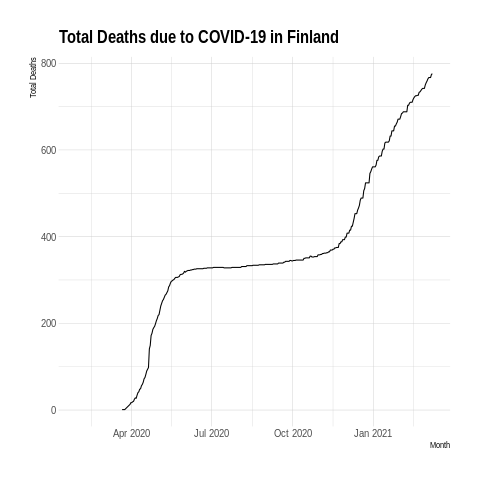 Total Deaths due to COVID-19 in Finland
Total Deaths
800
600
400
200
0
Apr 2020 Jul 2020 Oct 2020 Jan 2021
Month